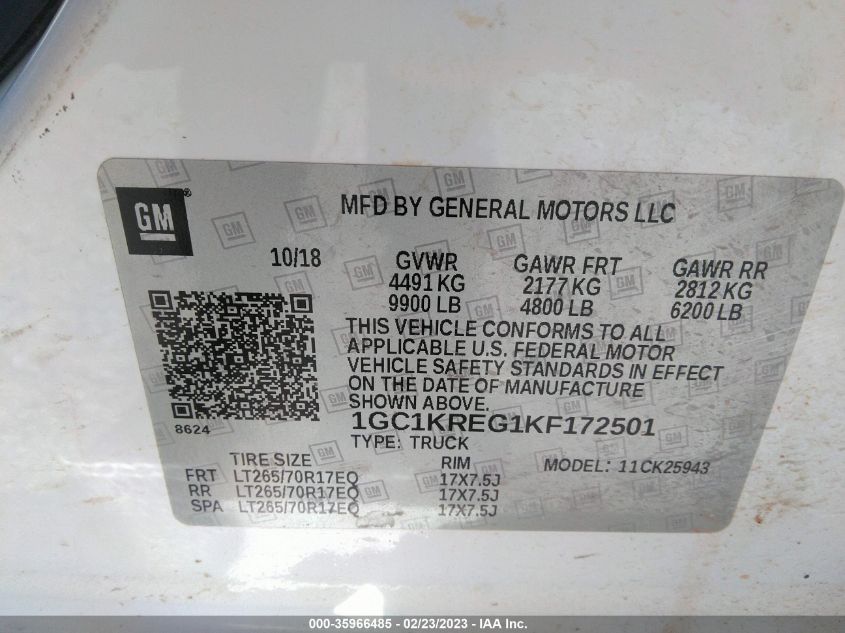 GM
MFD BY GENERAL MOTORS LLC
10/18 GVWR GAWR FRT GAWR RR
4491 KG 2177 KG 2812 KG
9900 LB 4800 LB 6200 LB
THIS VEHICLE CONFORMS TO ALL
APPLICABLE U.S. FEDERAL MOTOR
VEHICLE SAFETY STANDARDS IN EFFECT
ON THE DATE OF MANUFACTURE
SHOWN ABOVE.
8624
1GC1KREG1KF172501
TYPE: TRUCK
TIRE SIZE RIM MODEL: 11CK25943
FRT LT265/70R17EQ 17X7.5J
RR LT265/70R17EQ 17X7.5J
SPA LT265/70R17EQ 17X7.5J
000-35966485 - 02/23/2023 - IAA Inc.